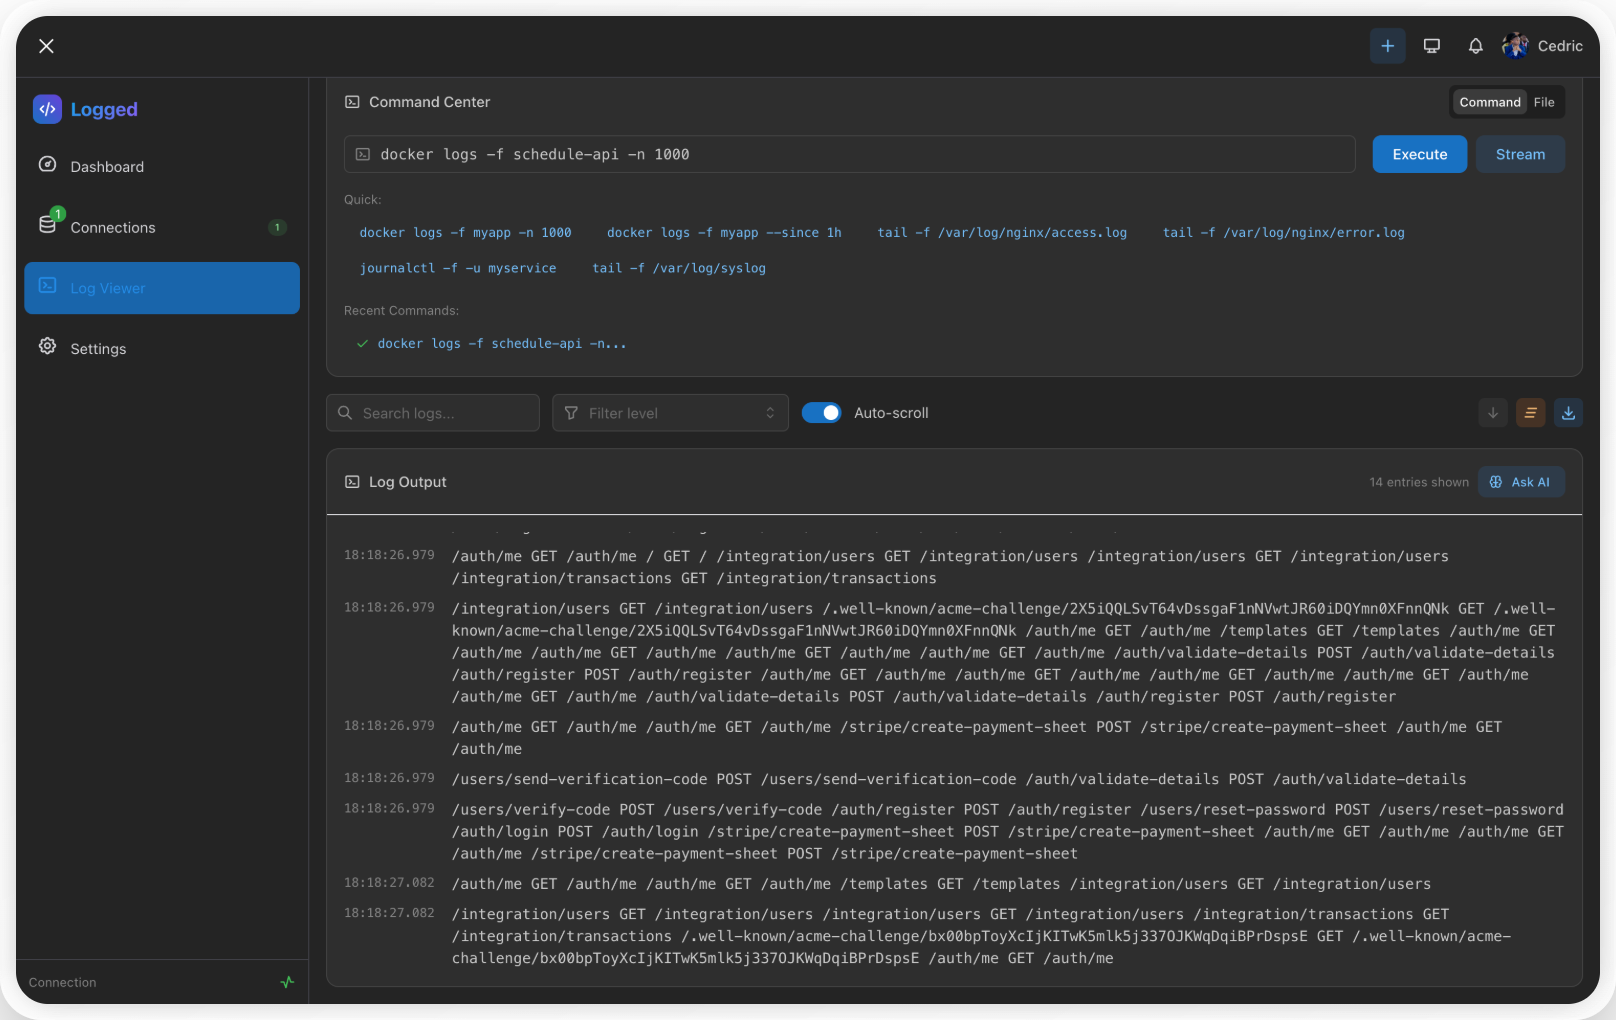 Cedric
Logged
Dashboard
1
Connections
1
Log Viewer
Settings
Connection
Command Center
Command File
docker logs -f schedule-api -n 1000
Execute
Stream
Quick:
docker logs -f myapp -n 1000 docker logs -f myapp --since 1h tail -f /var/log/nginx/access.log tail -f /var/log/nginx/error.log
journalctl -f -u myservice tail -f /var/log/syslog
Recent Commands:
docker logs -f schedule-api -n...
Search logs...
Filter level
Auto-scroll
Log Output
14 entries shown
Ask AI
18:18:26.979 /auth/me GET /auth/me / GET / /integration/users GET /integration/users /integration/users GET /integration/users
/integration/transactions GET /integration/transactions
18:18:26.979 /integration/users GET /integration/users /.well-known/acme-challenge/2X5iQQLSvT64vDssgaF1nNVwtJR60iDQYmn0XFnnQNk GET /.well-
known/acme-challenge/2X5iQQLSvT64vDssgaF1nNVwtJR60iDQYmn0XFnnQNk /auth/me GET /auth/me /templates GET /templates /auth/me GET
/auth/me /auth/me GET /auth/me /auth/me GET /auth/me /auth/me GET /auth/me /auth/validate-details POST /auth/validate-details
/auth/register POST /auth/register /auth/me GET /auth/me /auth/me GET /auth/me /auth/me GET /auth/me /auth/me GET /auth/me
/auth/me GET /auth/me /auth/validate-details POST /auth/validate-details /auth/register POST /auth/register
18:18:26.979 /auth/me GET /auth/me /auth/me GET /auth/me /stripe/create-payment-sheet POST /stripe/create-payment-sheet /auth/me GET
/auth/me
18:18:26.979 /users/send-verification-code POST /users/send-verification-code /auth/validate-details POST /auth/validate-details
18:18:26.979 /users/verify-code POST /users/verify-code /auth/register POST /auth/register /users/reset-password POST /users/reset-password
/auth/login POST /auth/login /stripe/create-payment-sheet POST /stripe/create-payment-sheet /auth/me GET /auth/me /auth/me GET
/auth/me /stripe/create-payment-sheet POST /stripe/create-payment-sheet
18:18:27.082 /auth/me GET /auth/me /auth/me GET /auth/me /templates GET /templates /integration/users GET /integration/users
18:18:27.082 /integration/users GET /integration/users /integration/users GET /integration/users /integration/transactions GET
/integration/transactions /.well-known/acme-challenge/bx00bpToyXcIjKITwK5mlk5j337OJKWqDqiBPrDspsE GET /.well-known/acme-
challenge/bx00bpToyXcIjKITwK5mlk5j337OJKWqDqiBPrDspsE /auth/me GET /auth/me